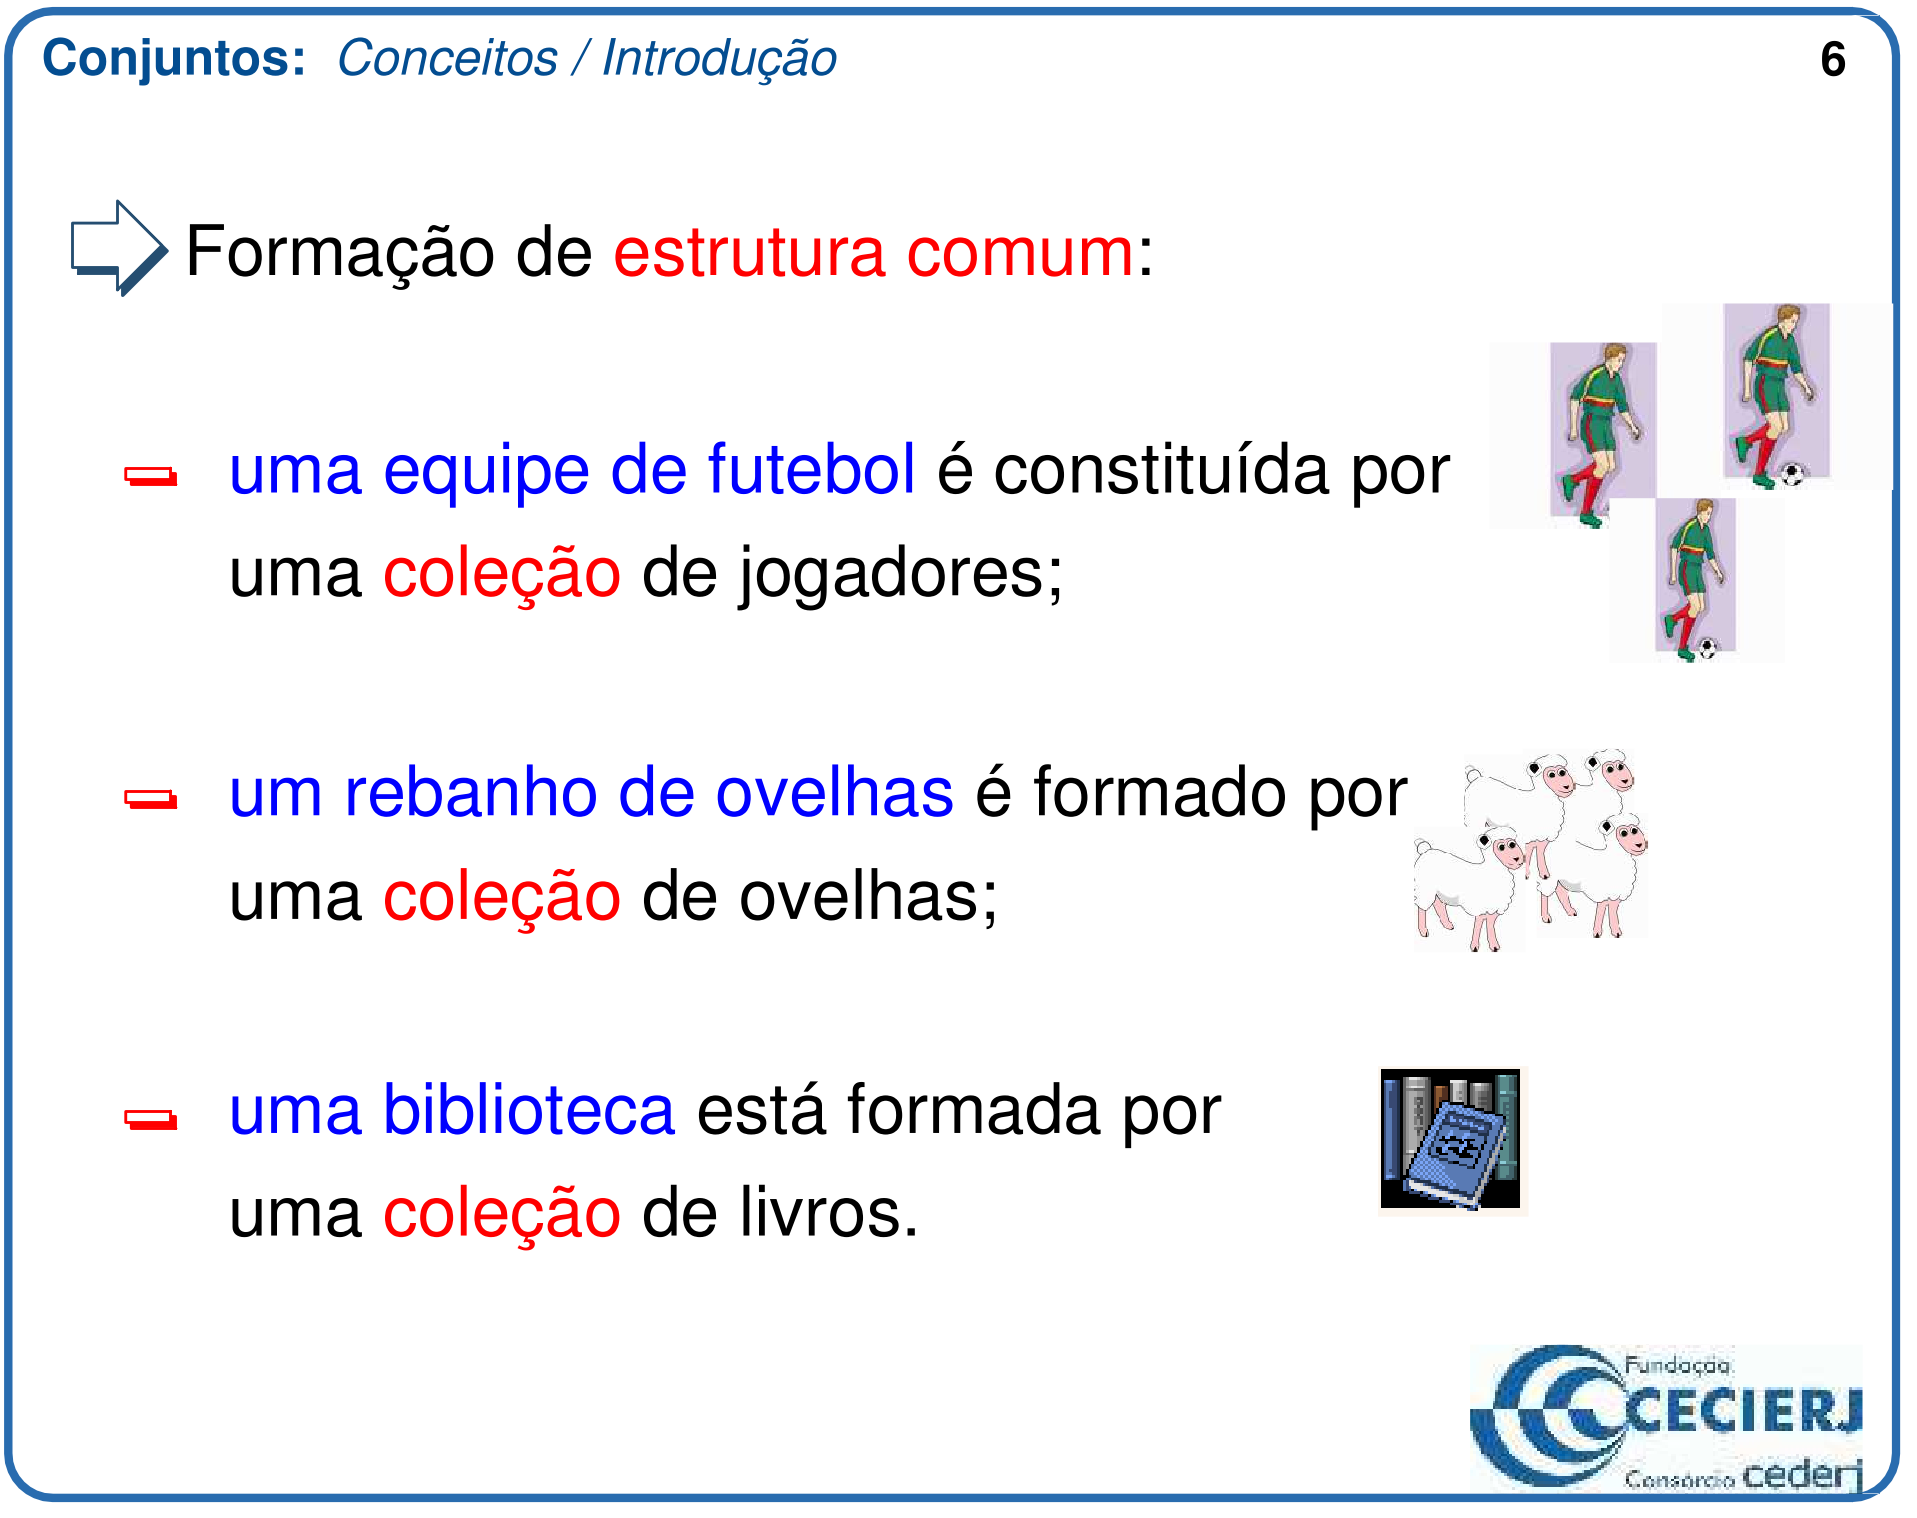 Conjuntos: Conceitos / Introdução
6
Formação de estrutura comum:
uma equipe de futebol é constituída por
uma coleção de jogadores;
um rebanho de ovelhas é formado por
uma coleção de ovelhas;
uma biblioteca está formada por
uma coleção de livros.
Fundação
CECIERJ
Consórcio cederj